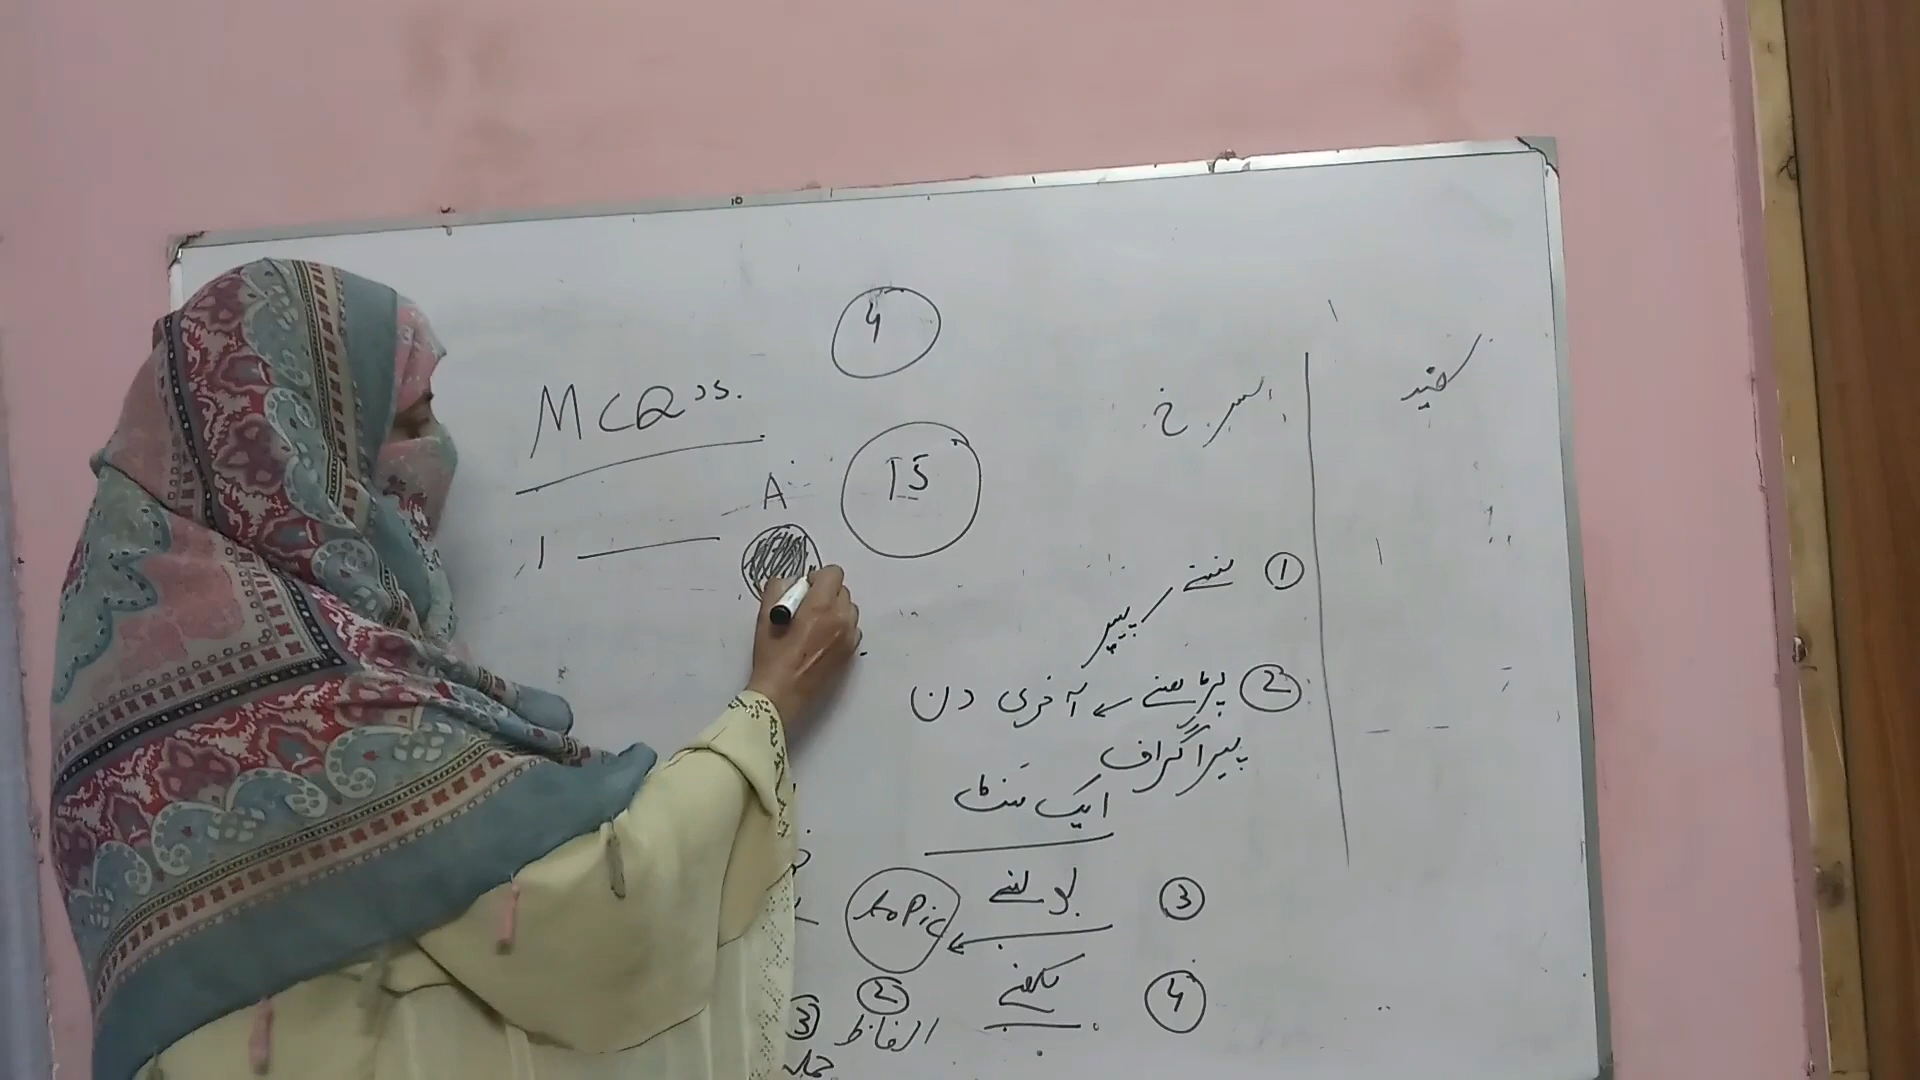 4
MCQ's.
A
15
1
سفید
سرخ
① سننے
پیپر
② پڑھنے ← آخری دن
پیراگراف
ایک منٹ
③ بولنے
topic
④ لکھنے
② الفاظ
③ جملہ